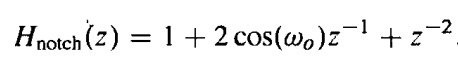 H_notch(z) = 1 + 2 cos(ω_o)z^{-1} + z^{-2}.